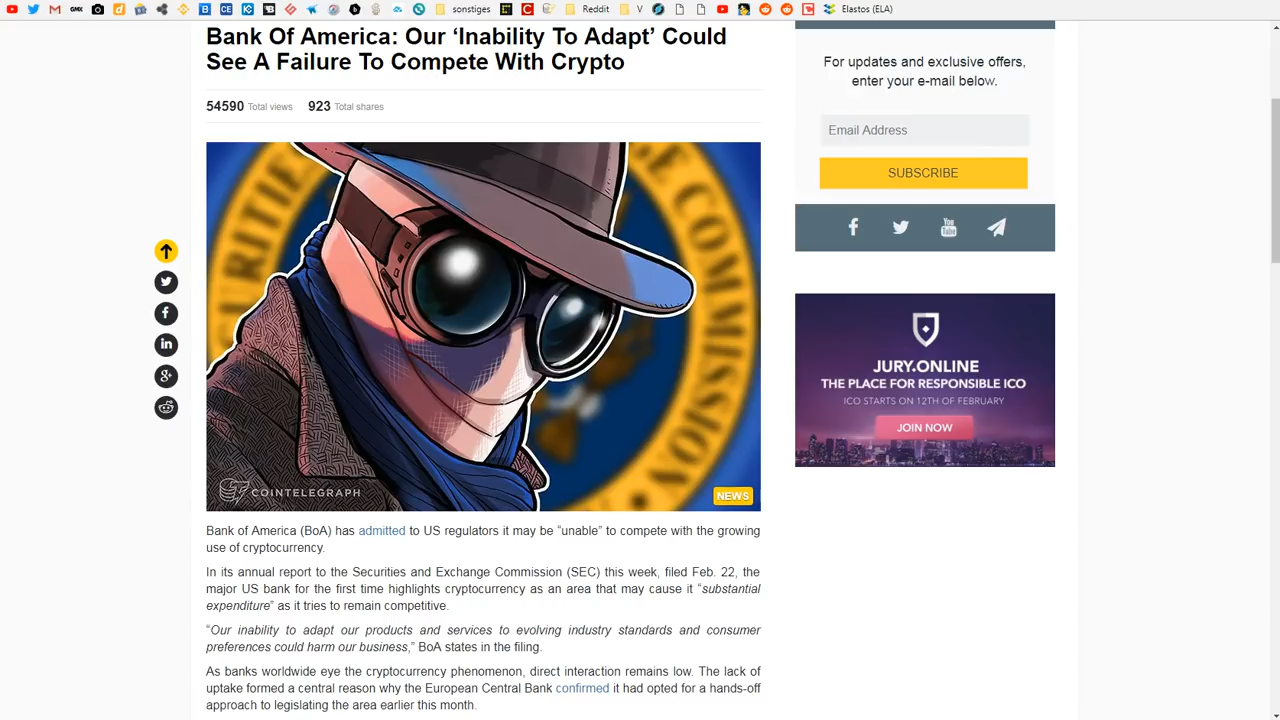 sonstiges
Reddit
V
Elastos (ELA)
Bank Of America: Our ‘Inability To Adapt’ Could
See A Failure To Compete With Crypto
54590 Total views 923 Total shares
COINTELEGRAPH
NEWS
Bank of America (BoA) has admitted to US regulators it may be “unable” to compete with the growing
use of cryptocurrency.
In its annual report to the Securities and Exchange Commission (SEC) this week, filed Feb. 22, the
major US bank for the first time highlights cryptocurrency as an area that may cause it “substantial
expenditure” as it tries to remain competitive.
“Our inability to adapt our products and services to evolving industry standards and consumer
preferences could harm our business,” BoA states in the filing.
As banks worldwide eye the cryptocurrency phenomenon, direct interaction remains low. The lack of
uptake formed a central reason why the European Central Bank confirmed it had opted for a hands-off
approach to legislating the area earlier this month.
For updates and exclusive offers,
enter your e-mail below.
Email Address
SUBSCRIBE
You
Tube
JURY.ONLINE
THE PLACE FOR RESPONSIBLE ICO
ICO STARTS ON 12TH OF FEBRUARY
JOIN NOW